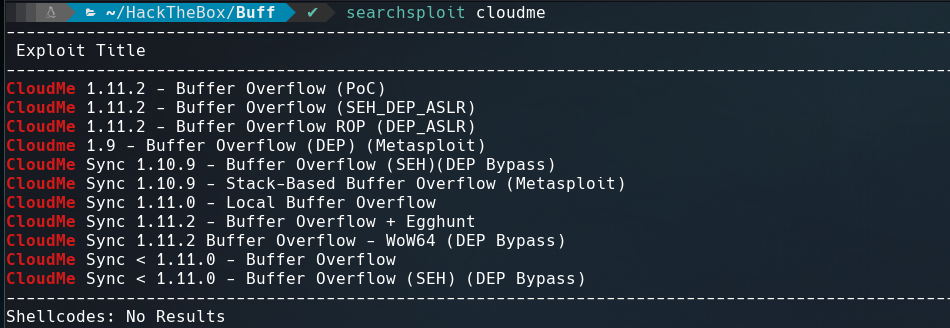 ~/HackTheBox/Buff ✔ searchsploit cloudme
--------------------------------------------------------------------------------------
Exploit Title
--------------------------------------------------------------------------------------
CloudMe 1.11.2 - Buffer Overflow (PoC)
CloudMe 1.11.2 - Buffer Overflow (SEH_DEP_ASLR)
CloudMe 1.11.2 - Buffer Overflow ROP (DEP_ASLR)
Cloudme 1.9 - Buffer Overflow (DEP) (Metasploit)
CloudMe Sync 1.10.9 - Buffer Overflow (SEH)(DEP Bypass)
CloudMe Sync 1.10.9 - Stack-Based Buffer Overflow (Metasploit)
CloudMe Sync 1.11.0 - Local Buffer Overflow
CloudMe Sync 1.11.2 - Buffer Overflow + Egghunt
CloudMe Sync 1.11.2 Buffer Overflow - WoW64 (DEP Bypass)
CloudMe Sync < 1.11.0 - Buffer Overflow
CloudMe Sync < 1.11.0 - Buffer Overflow (SEH) (DEP Bypass)
--------------------------------------------------------------------------------------
Shellcodes: No Results